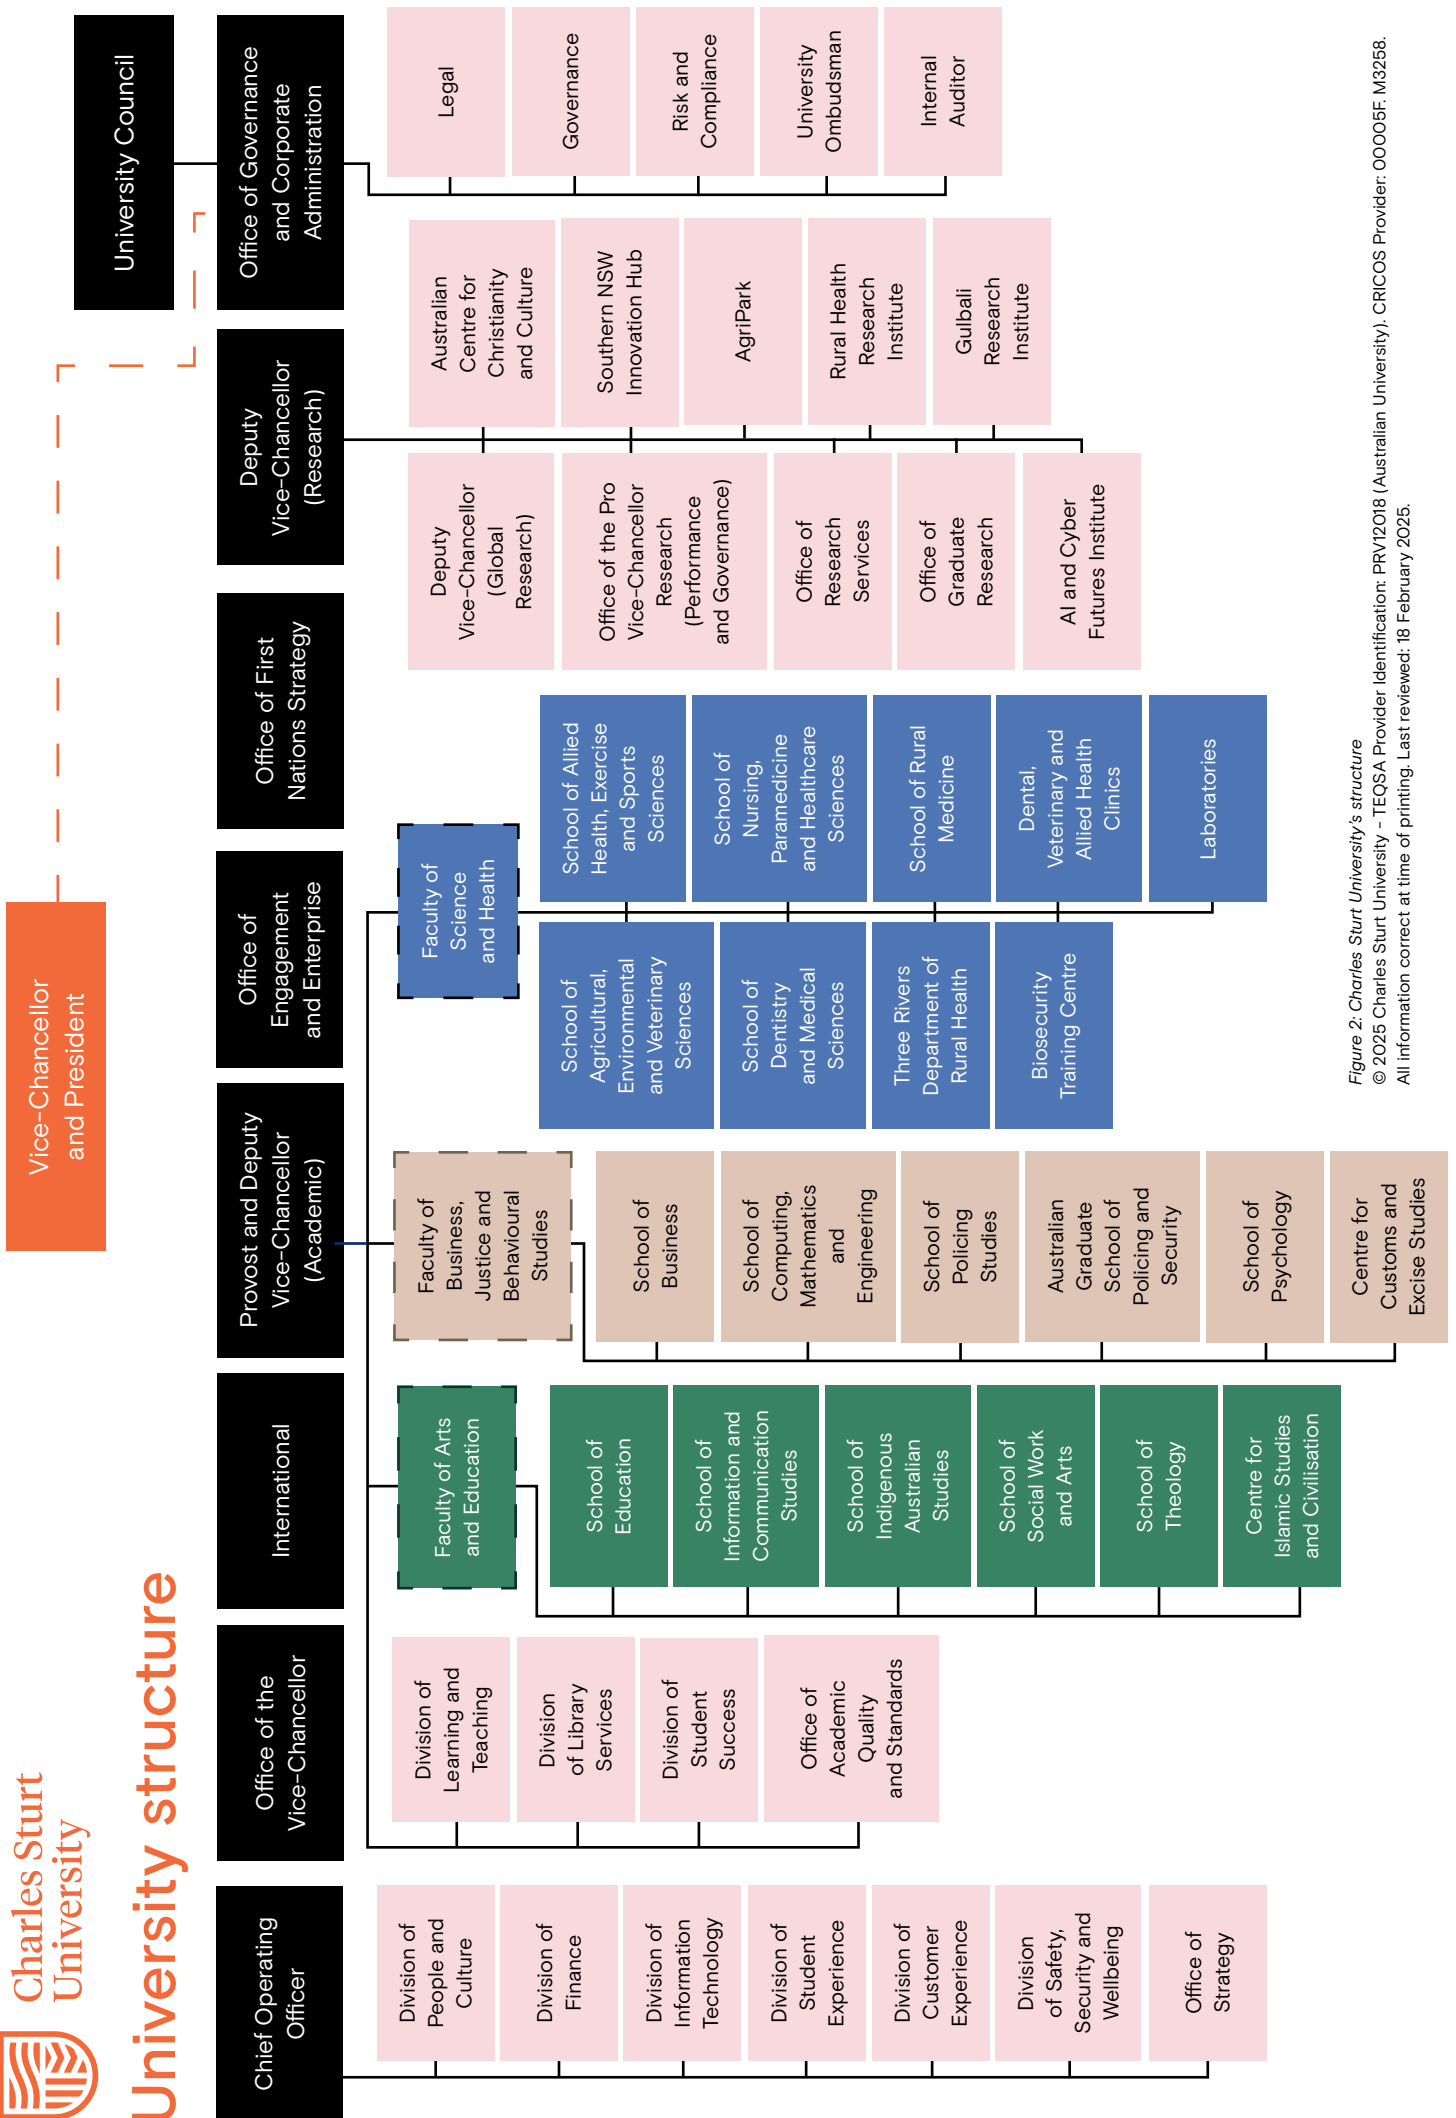 Charles Sturt
University
University structure
Vice-Chancellor
and President
University Council
Chief Operating
Officer
Office of the
Vice-Chancellor
International
Provost and Deputy
Vice-Chancellor
(Academic)
Office of
Engagement
and Enterprise
Office of First
Nations Strategy
Deputy
Vice-Chancellor
(Research)
Office of Governance
and Corporate
Administration
Division of
People and
Culture
Division of
Finance
Division of
Information
Technology
Division of
Student
Experience
Division of
Customer
Experience
Division
of Safety,
Security and
Wellbeing
Office of
Strategy
Division of
Learning and
Teaching
Division
of Library
Services
Division of
Student
Success
Office of
Academic
Quality
and Standards
Faculty of Arts
and Education
School of
Education
School of
Information and
Communication
Studies
School of
Indigenous
Australian
Studies
School of
Social Work
and Arts
School of
Theology
Centre for
Islamic Studies
and Civilisation
Faculty of
Business,
Justice and
Behavioural
Studies
School of
Business
School of
Computing,
Mathematics
and
Engineering
School of
Policing
Studies
Australian
Graduate
School of
Policing and
Security
School of
Psychology
Centre for
Customs and
Excise Studies
Faculty of
Science
and Health
School of
Agricultural,
Environmental
and Veterinary
Sciences
School of
Dentistry
and Medical
Sciences
Three Rivers
Department of
Rural Health
Biosecurity
Training Centre
School of Allied
Health, Exercise
and Sports
Sciences
School of
Nursing,
Paramedicine
and Healthcare
Sciences
School of Rural
Medicine
Dental,
Veterinary and
Allied Health
Clinics
Laboratories
Deputy
Vice-Chancellor
(Global
Research)
Office of the Pro
Vice-Chancellor
Research
(Performance
and Governance)
Office of
Research
Services
Office of
Graduate
Research
AI and Cyber
Futures Institute
Australian
Centre for
Christianity
and Culture
Southern NSW
Innovation Hub
AgriPark
Rural Health
Research
Institute
Gulbali
Research
Institute
Legal
Governance
Risk and
Compliance
University
Ombudsman
Internal
Auditor
Figure 2: Charles Sturt University's structure
© 2025 Charles Sturt University - TEQSA Provider Identification: PRV12018 (Australian University). CRICOS Provider: 00005F. M3258.
All information correct at time of printing. Last reviewed: 18 February 2025.